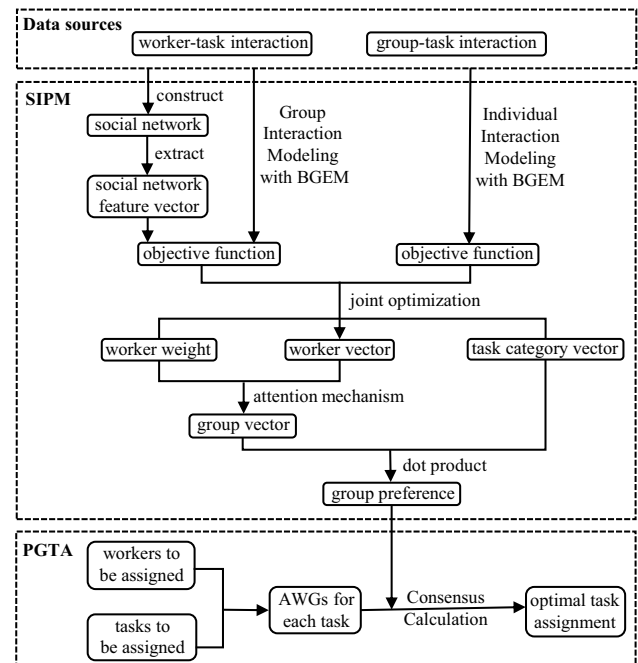 Data sources
worker-task interaction
group-task interaction
SIPM
construct
social network
extract
social network
feature vector
Group
Interaction
Modeling
with BGEM
Individual
Interaction
Modeling
with BGEM
objective function
objective function
joint optimization
worker weight
worker vector
task category vector
attention mechanism
group vector
dot product
group preference
PGTA
workers to
be assigned
tasks to
be assigned
AWGs for
each task
Consensus
Calculation
optimal task
assignment